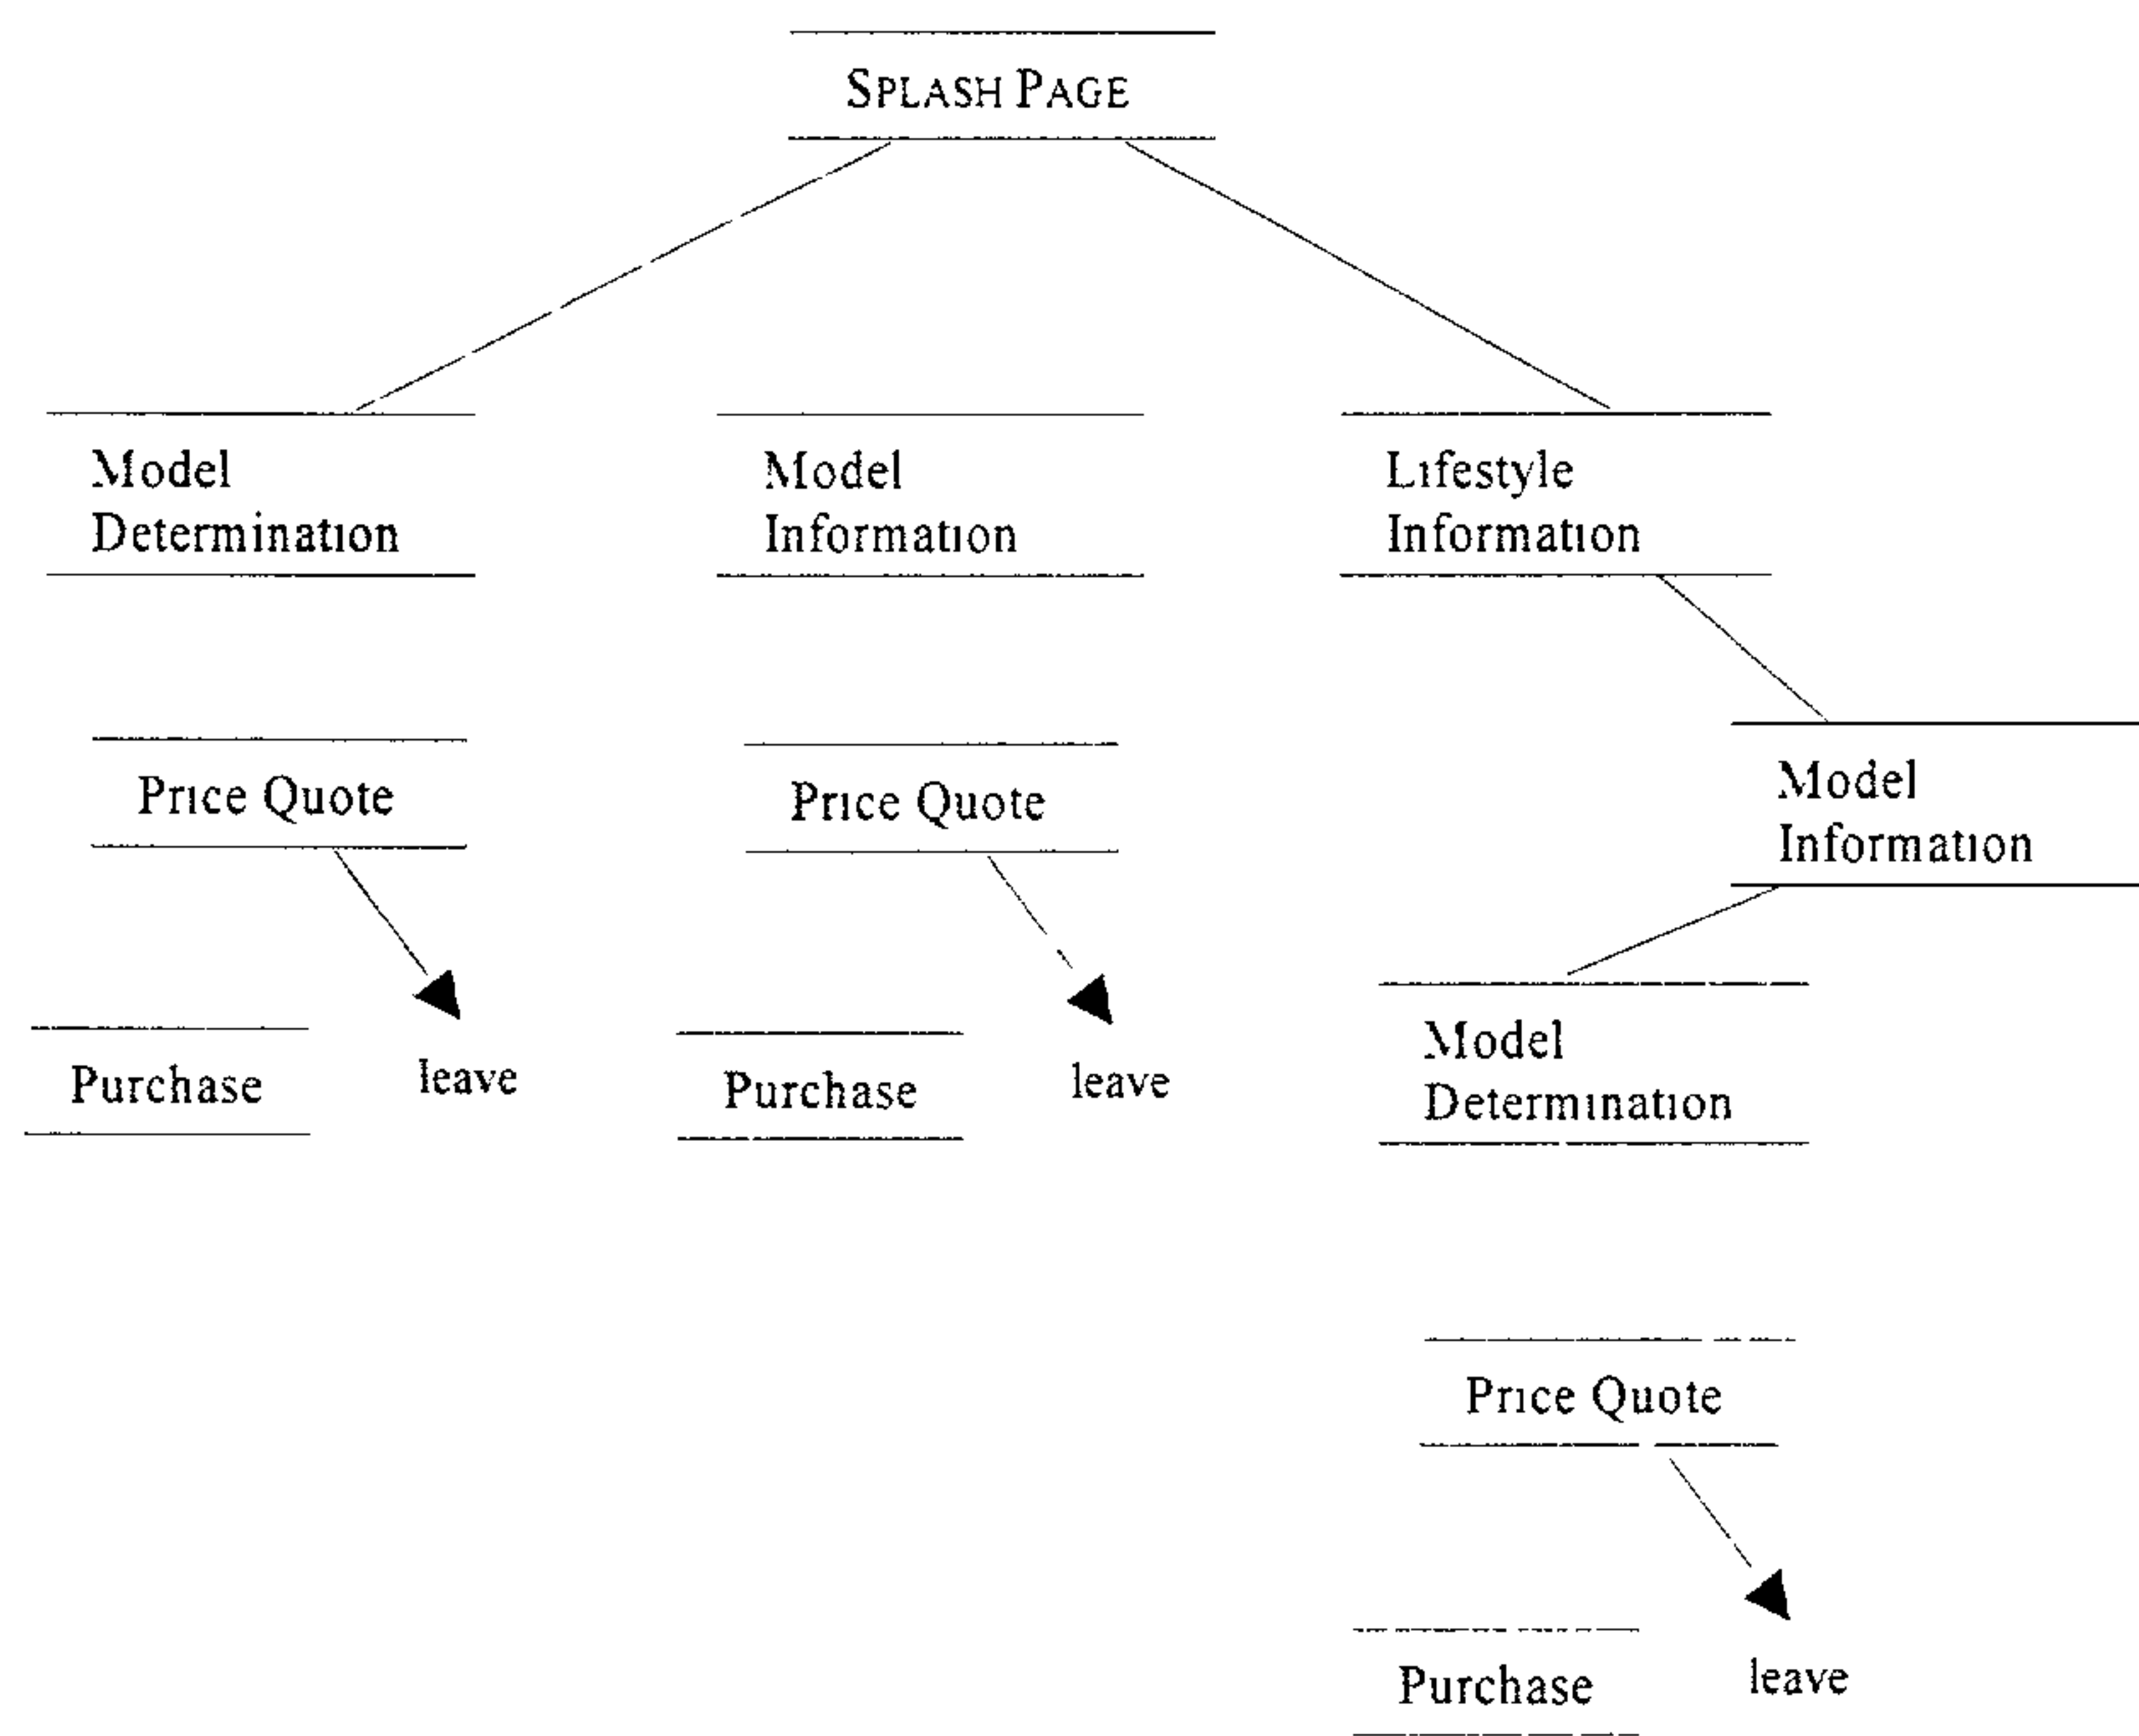 SPLASH PAGE
Model
Determination
Model
Information
Lifestyle
Information
Price Quote
Price Quote
Model
Information
Purchase
leave
Purchase
leave
Model
Determination
Price Quote
Purchase
leave